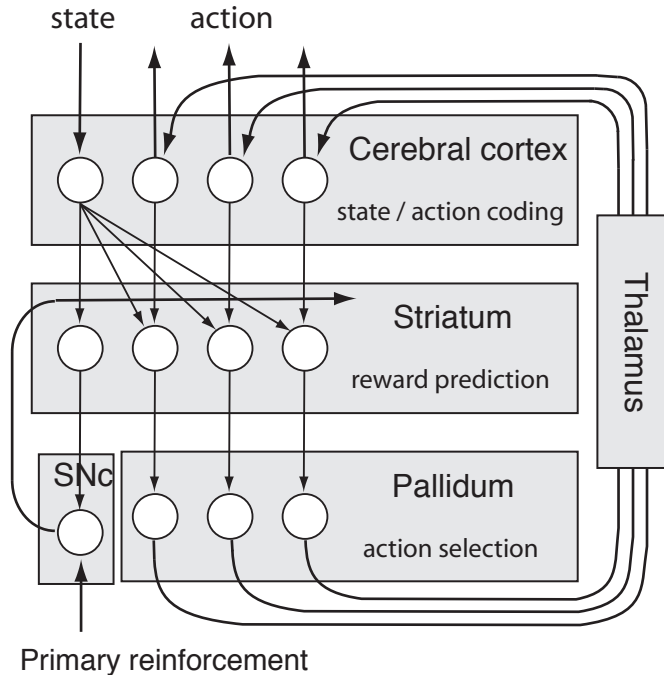 state
action
Cerebral cortex
state / action coding
Striatum
reward prediction
Thalamus
SNc
Pallidum
action selection
Primary reinforcement